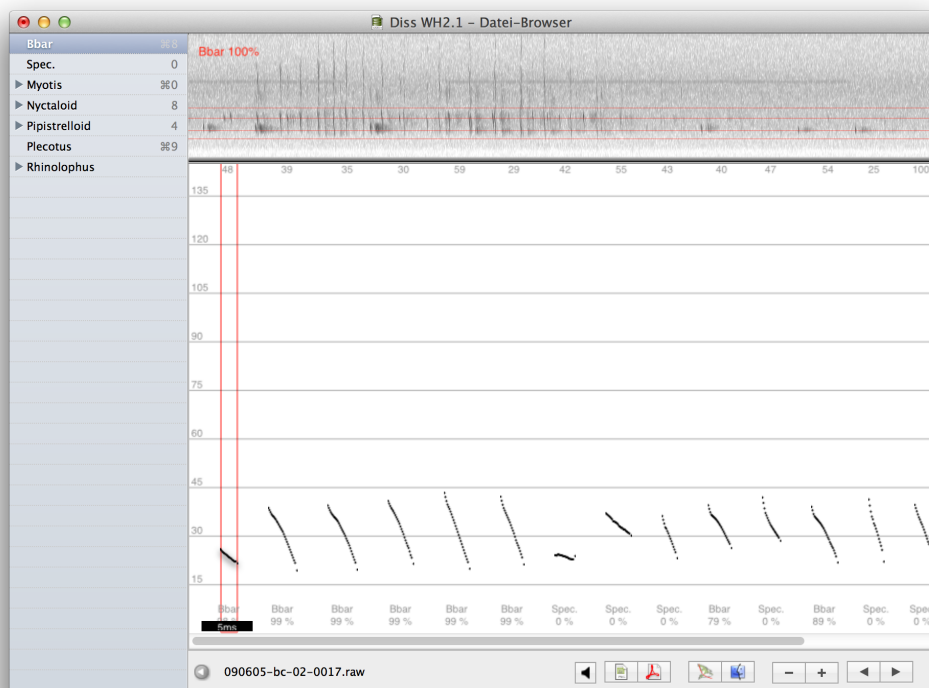 Diss WH2.1 – Datei-Browser
Bbar ⌘8
Spec. 0
Myotis ⌘0
Nyctaloid 8
Pipistrelloid 4
Plecotus ⌘9
Rhinolophus
Bbar 100%
48 39 35 30 59 29 42 55 43 40 47 54 25 100
135
120
105
90
75
60
45
30
15
Bbar Bbar Bbar Bbar Bbar Bbar Spec. Spec. Spec. Bbar Spec. Bbar Spec.
99 % 99 % 99 % 99 % 99 % 0 % 0 % 0 % 79 % 0 % 89 % 0 % 0 %
5ms
090605-bc-02-0017.raw